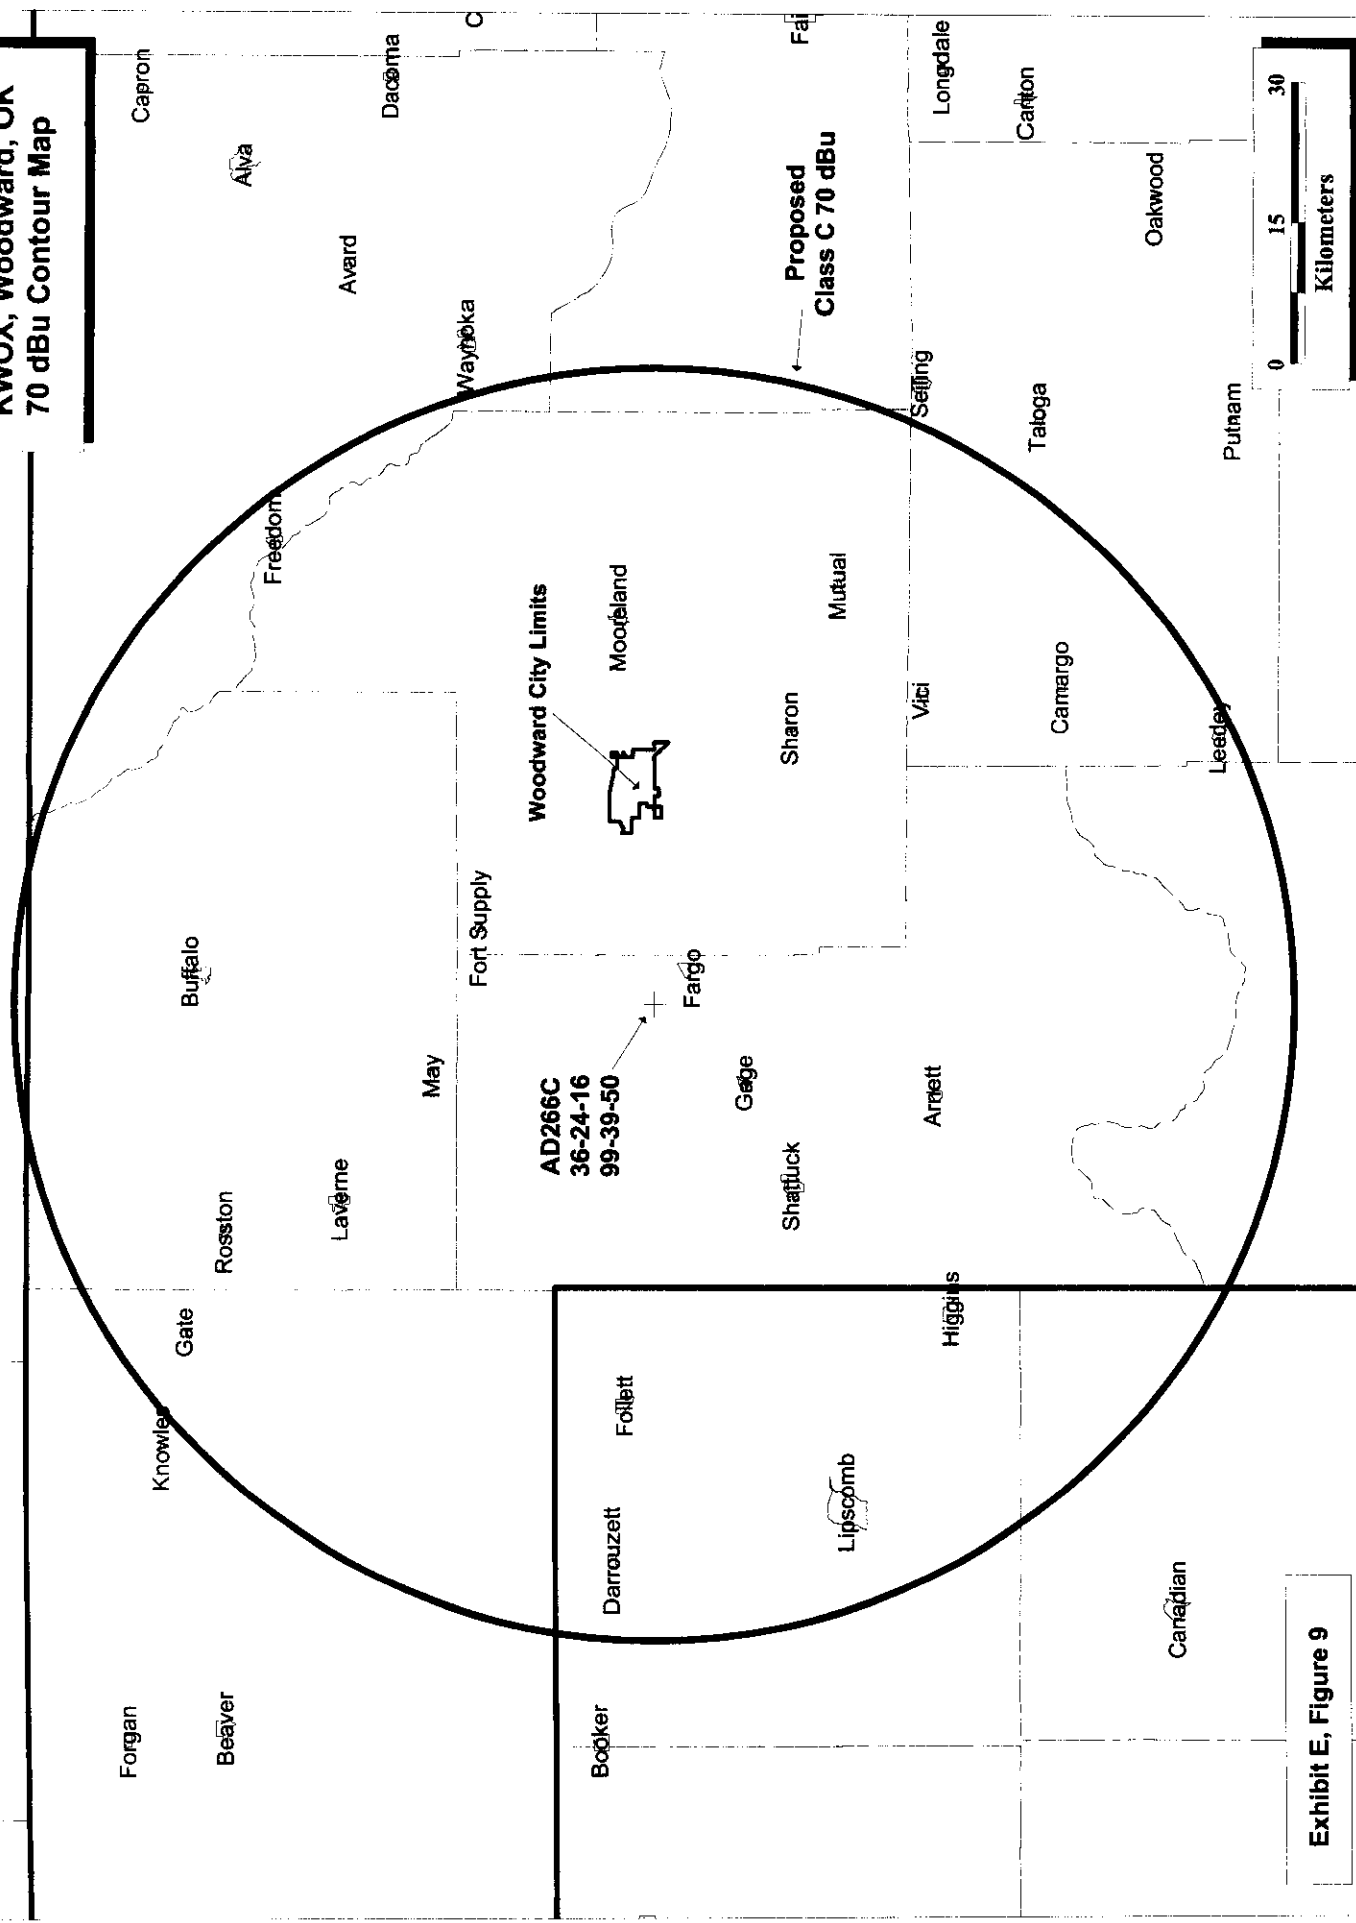 KWOX, Woodward, OK
70 dBu Contour Map
Capron
Alva
Dacoma
Avard
Waynoka
Freedom
Buffalo
Rosston
Gate
Knowles
Forgan
Beaver
Laverne
May
Fort Supply
Woodward City Limits
Mooreland
AD266C
36-24-16
99-39-50
Fargo
Gage
Shattuck
Arnett
Sharon
Mutual
Vici
Seiling
Proposed
Class C 70 dBu
Longdale
Canton
Oakwood
Taloga
Putnam
Camargo
Leedey
Higgins
Follett
Darrouzett
Booker
Lipscomb
Canadian
Fai
C
0 15 30
Kilometers
Exhibit E, Figure 9